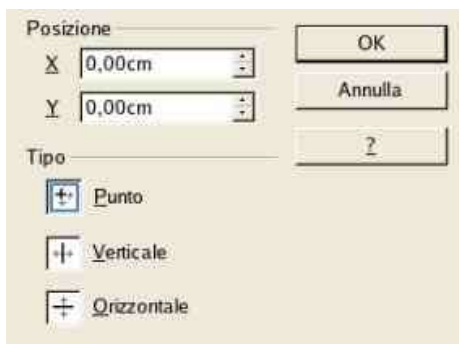 Posizione
X 0,00cm
Y 0,00cm
OK
Annulla
?
Tipo
Punto
Verticale
Orizzontale